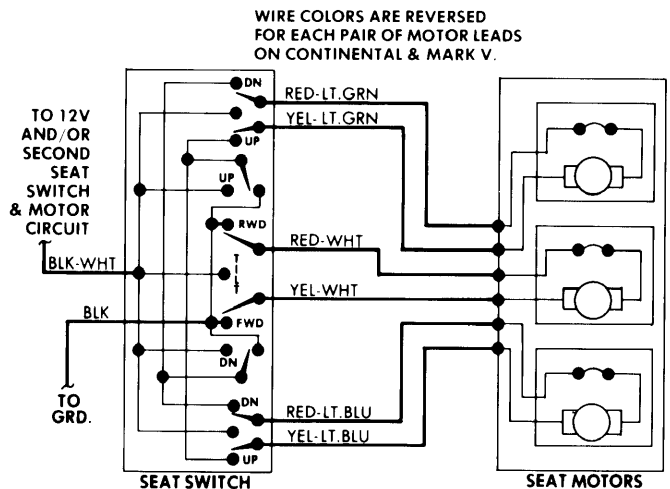 WIRE COLORS ARE REVERSED
FOR EACH PAIR OF MOTOR LEADS
ON CONTINENTAL & MARK V.
TO 12V
AND/OR
SECOND
SEAT
SWITCH
& MOTOR
CIRCUIT
BLK-WHT
BLK
TO
GRD.
DN
UP
UP
RWD
TILT
FWD
DN
DN
UP
RED-LT.GRN
YEL-LT.GRN
RED-WHT
YEL-WHT
RED-LT.BLU
YEL-LT.BLU
SEAT SWITCH
SEAT MOTORS